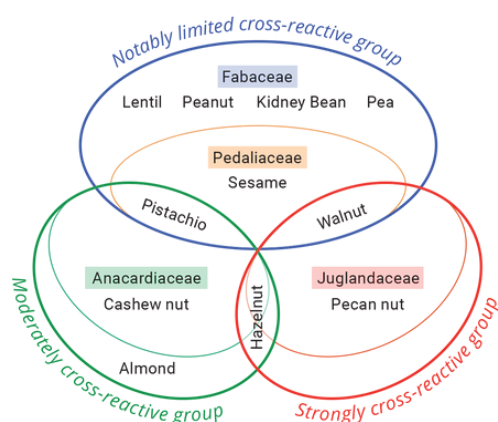 Notably limited cross-reactive group
Fabaceae
Lentil Peanut Kidney Bean Pea
Pedaliaceae
Sesame
Pistachio
Walnut
Anacardiaceae
Cashew nut
Hazelnut
Juglandaceae
Pecan nut
Almond
Moderately cross-reactive group
Strongly cross-reactive group